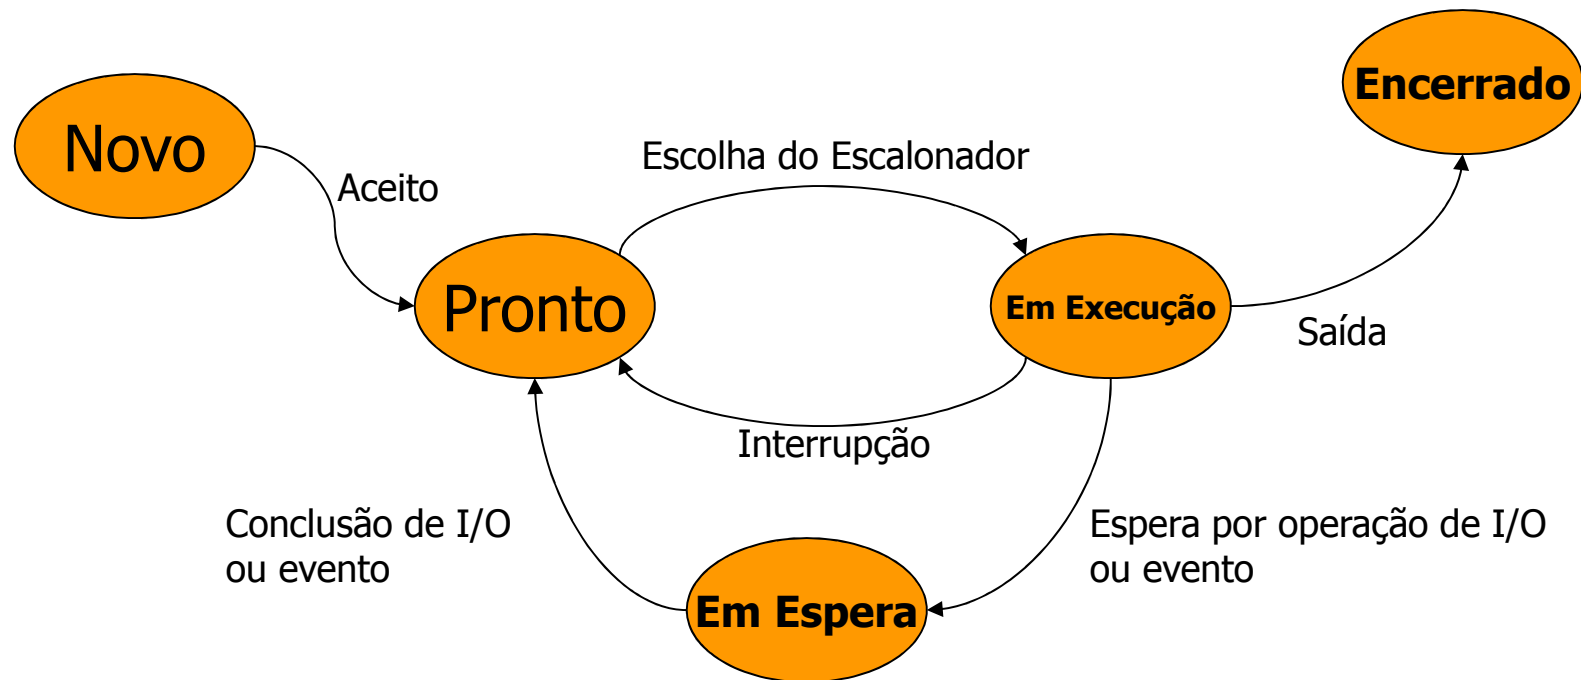 Encerrado
Novo
Escolha do Escalonador
Aceito
Pronto
Em Execução
Saída
Interrupção
Conclusão de I/O
ou evento
Espera por operação de I/O
ou evento
Em Espera